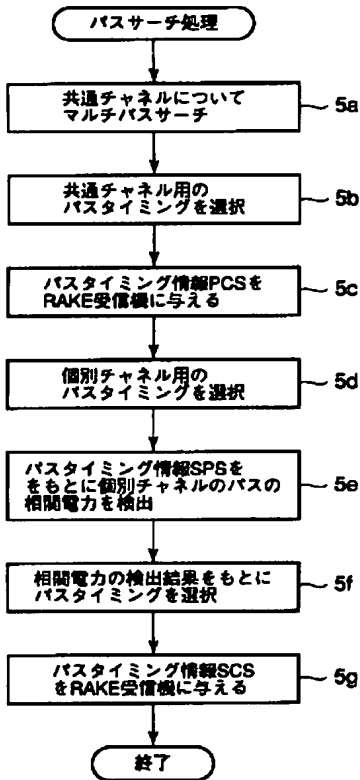 パスサーチ処理
共通チャネルについて
マルチパスサーチ
5a
共通チャネル用の
パスタイミングを選択
5b
パスタイミング情報PCSを
RAKE受信機に与える
5c
個別チャネル用の
パスタイミングを選択
5d
パスタイミング情報SPSを
をもとに個別チャネルのパスの
相関電力を検出
5e
相関電力の検出結果をもとに
パスタイミングを選択
5f
パスタイミング情報SCS
をRAKE受信機に与える
5g
終了